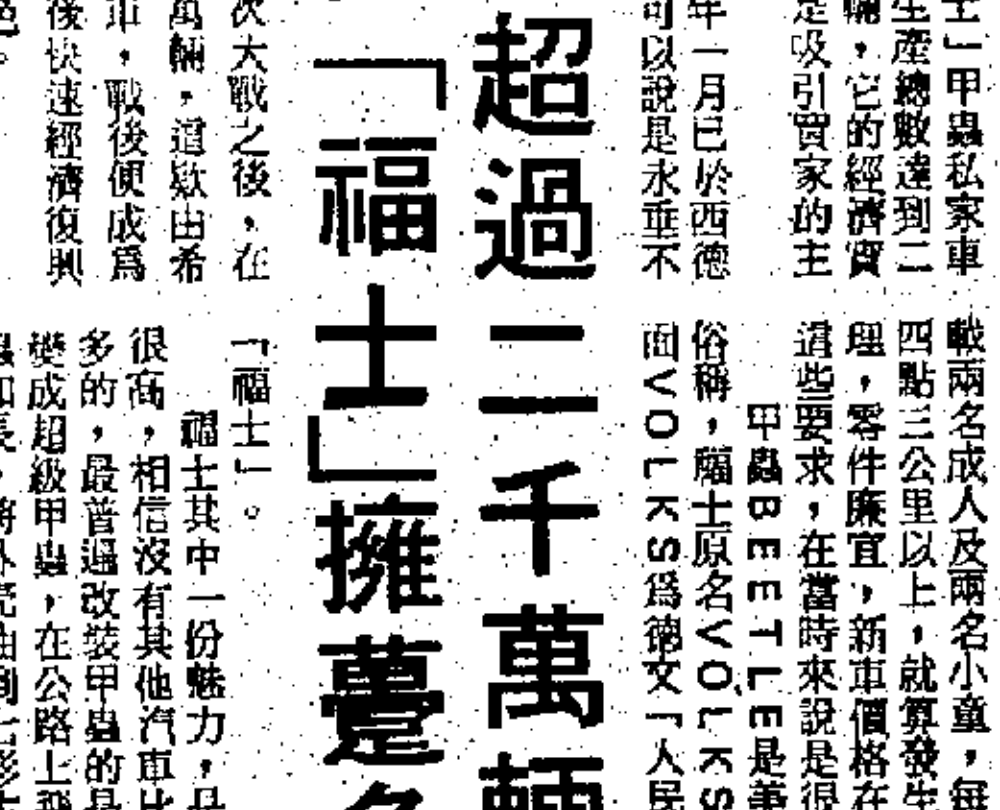 士」甲蟲私家車
生產總數達到二
輛，它的經濟實
是吸引買家的主
年一月已於西德
可以說是永垂不
載兩名成人及兩名小童，每
四點三公里以上，就算發生
理，零件廉宜，新車價格在
這些要求，在當時來說是很
甲蟲BEETLE是美
俗稱，福士原名VOLKS
面VOLKS爲德文「人民
超過二千萬輛
「福士」擁躉多
次大戰之後，在
萬輛，這歟由希
車，戰後便成爲
後快速經濟復興
色。
「福士」。
福士其中一份魅力，是
很高，相信沒有其他汽車比
多的，最普遍改裝甲蟲的是
變成超級甲蟲，在公路上飛